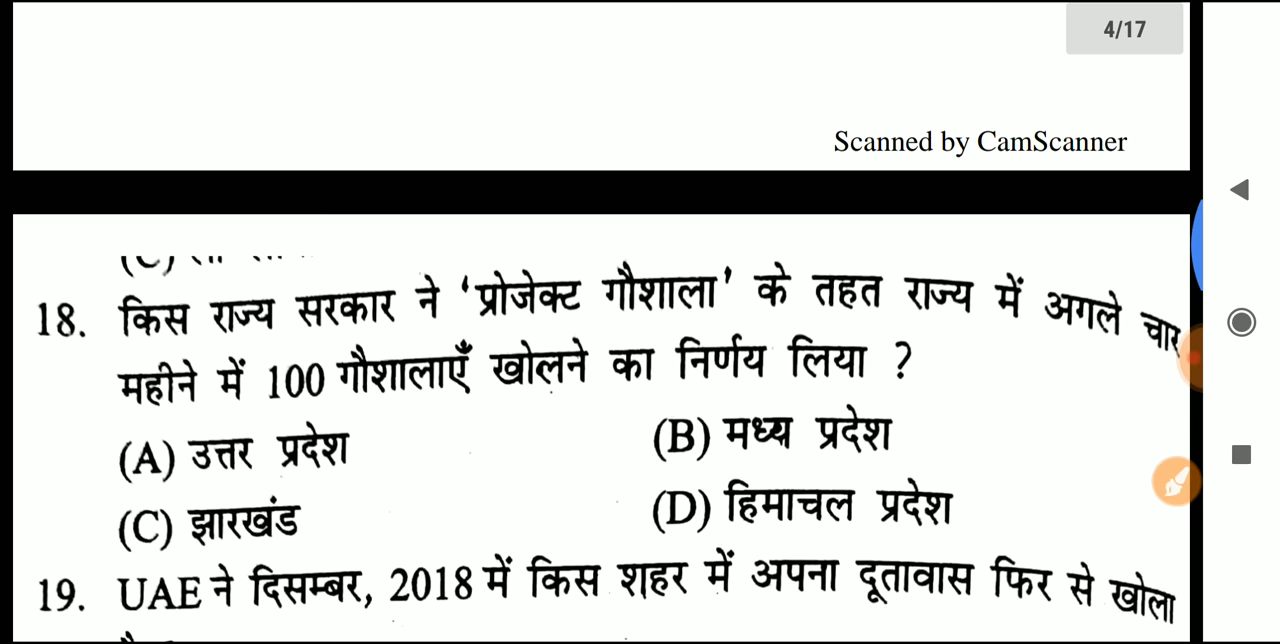 4/17
Scanned by CamScanner
18. किस राज्य सरकार ने ‘प्रोजेक्ट गौशाला’ के तहत राज्य में अगले चार
महीने में 100 गौशालाएँ खोलने का निर्णय लिया ?
(A) उत्तर प्रदेश (B) मध्य प्रदेश
(C) झारखंड (D) हिमाचल प्रदेश
19. UAE ने दिसम्बर, 2018 में किस शहर में अपना दूतावास फिर से खोला